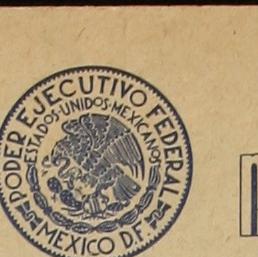 PODER EJECUTIVO FEDERAL
ESTADOS·UNIDOS·MEXICANOS
MEXICO D.F.